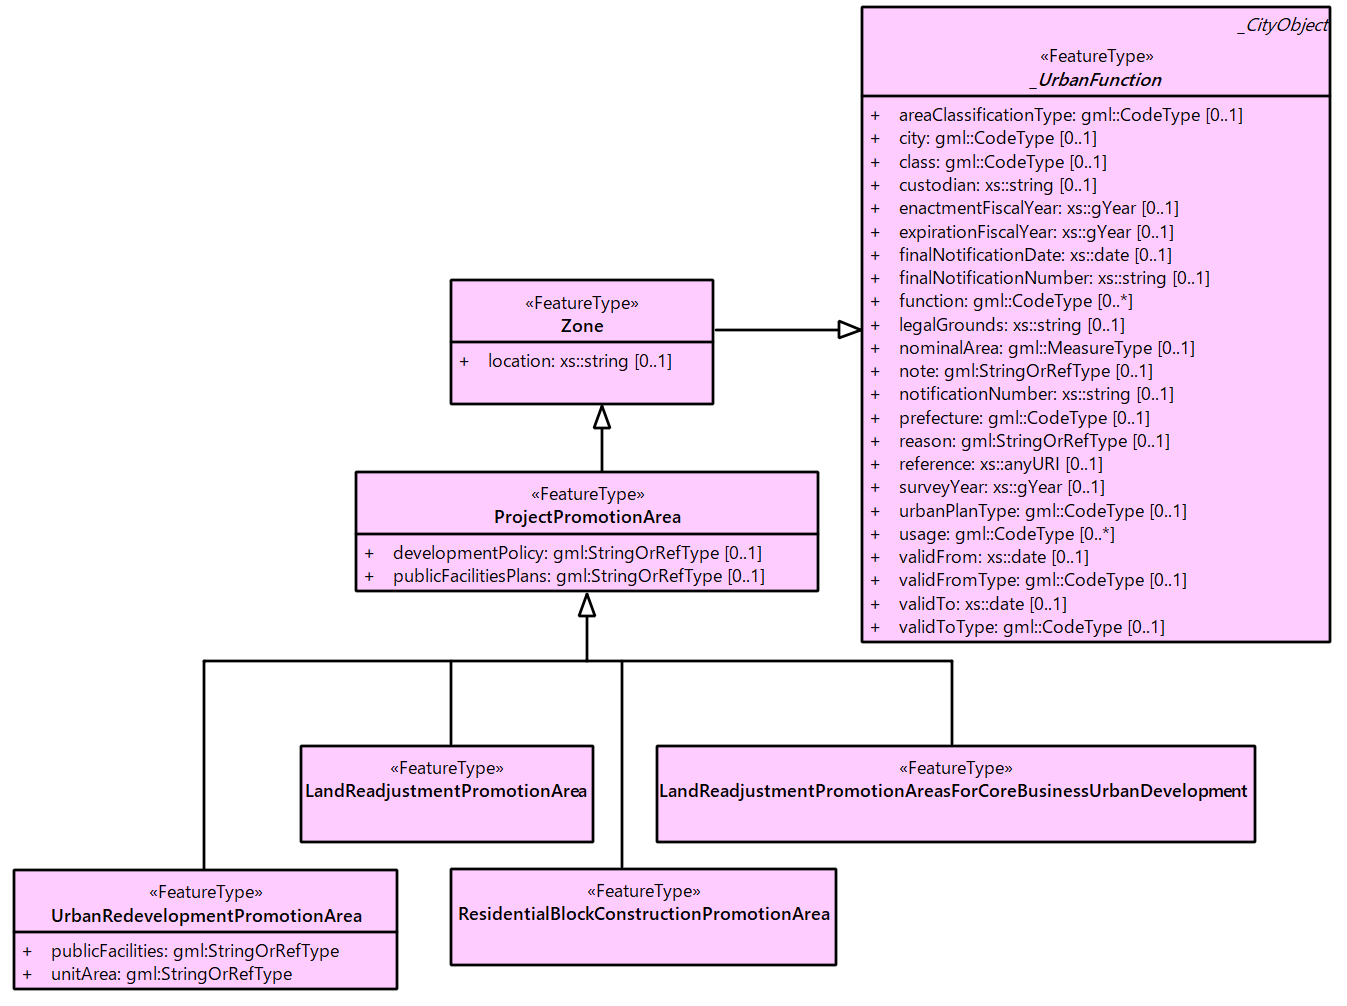 _CityObject
«FeatureType»
_UrbanFunction
+ areaClassificationType: gml::CodeType [0..1]
+ city: gml::CodeType [0..1]
+ class: gml::CodeType [0..1]
+ custodian: xs::string [0..1]
+ enactmentFiscalYear: xs::gYear [0..1]
+ expirationFiscalYear: xs::gYear [0..1]
+ finalNotificationDate: xs::date [0..1]
+ finalNotificationNumber: xs::string [0..1]
+ function: gml::CodeType [0..*]
+ legalGrounds: xs::string [0..1]
+ nominalArea: gml::MeasureType [0..1]
+ note: gml:StringOrRefType [0..1]
+ notificationNumber: xs::string [0..1]
+ prefecture: gml::CodeType [0..1]
+ reason: gml:StringOrRefType [0..1]
+ reference: xs::anyURI [0..1]
+ surveyYear: xs::gYear [0..1]
+ urbanPlanType: gml::CodeType [0..1]
+ usage: gml::CodeType [0..*]
+ validFrom: xs::date [0..1]
+ validFromType: gml::CodeType [0..1]
+ validTo: xs::date [0..1]
+ validToType: gml::CodeType [0..1]
«FeatureType»
Zone
+ location: xs::string [0..1]
«FeatureType»
ProjectPromotionArea
+ developmentPolicy: gml:StringOrRefType [0..1]
+ publicFacilitiesPlans: gml:StringOrRefType [0..1]
«FeatureType»
LandReadjustmentPromotionArea
«FeatureType»
LandReadjustmentPromotionAreasForCoreBusinessUrbanDevelopment
«FeatureType»
UrbanRedevelopmentPromotionArea
+ publicFacilities: gml:StringOrRefType
+ unitArea: gml:StringOrRefType
«FeatureType»
ResidentialBlockConstructionPromotionArea